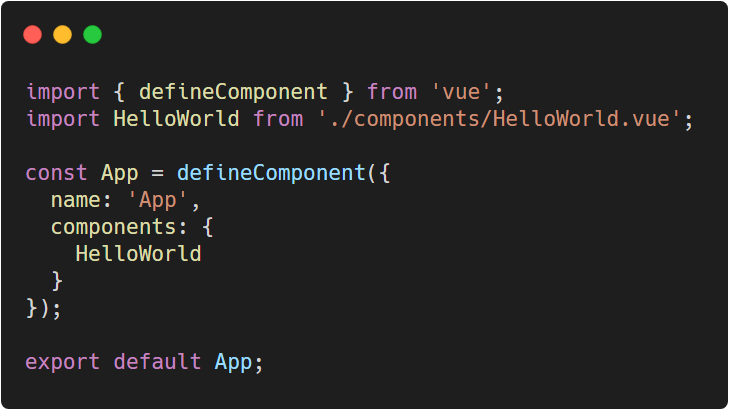 import { defineComponent } from 'vue';
import HelloWorld from './components/HelloWorld.vue';

const App = defineComponent({
  name: 'App',
  components: {
    HelloWorld
  }
});

export default App;